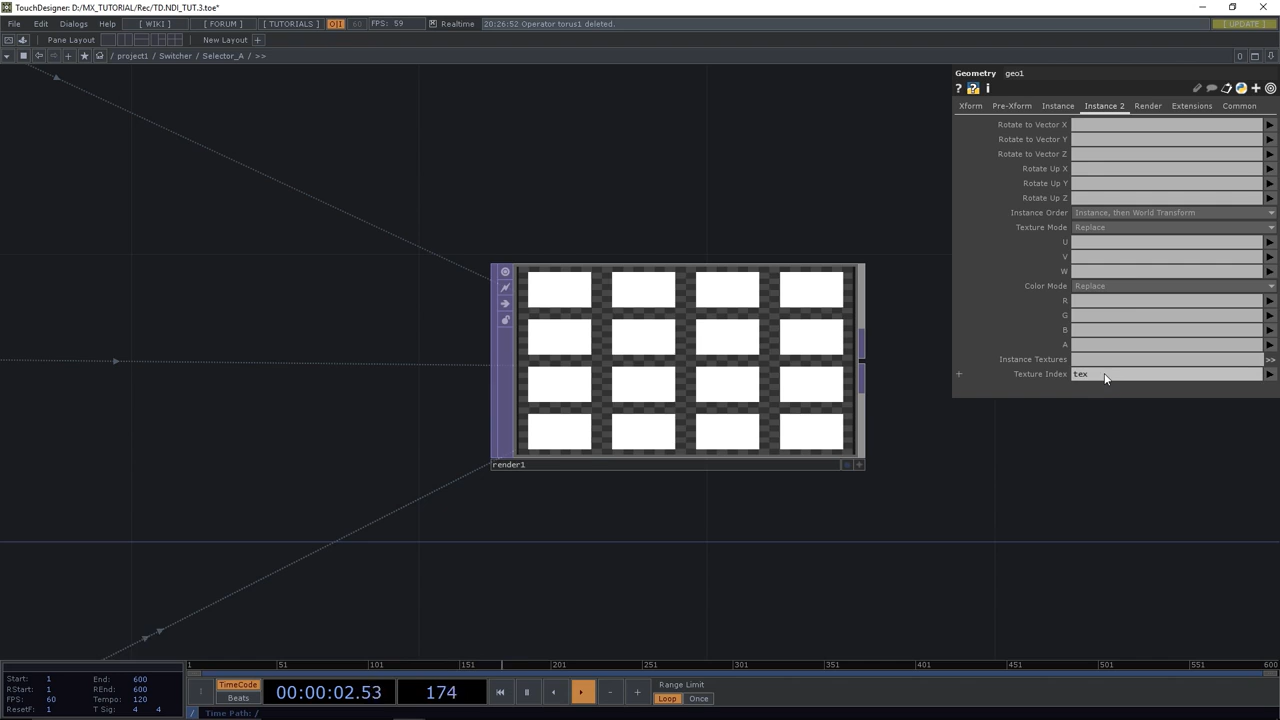 TouchDesigner: D:/MX_TUTORIAL/Rec/TD.NDI_TUT.3.toe*
File Edit Dialogs Help [ WIKI ] [ FORUM ] [ TUTORIALS ] O|I FPS: 59 60 Realtime 20:26:52 Operator torus1 deleted. [ UPDATE ]
Pane Layout New Layout +
/ project1 / Switcher / Selector_A / >> 0
Geometry geo1
? ? i
Xform Pre-Xform Instance Instance 2 Render Extensions Common
Rotate to Vector X
Rotate to Vector Y
Rotate to Vector Z
Rotate Up X
Rotate Up Y
Rotate Up Z
Instance Order Instance, then World Transform
Texture Mode Replace
U
V
W
Color Mode Replace
R
G
B
A
Instance Textures >>
+ Texture Index tex
render1
1 51 101 151 201 251 301 351 401 451 501 551 600
Start: 1 End: 600
RStart: 1 REnd: 600
FPS: 60 Tempo: 120
ResetF: 1 T Sig: 4 4
TimeCode
Beats
00:00:02.53 174
- +
Range Limit
Loop Once
/ Time Path: /